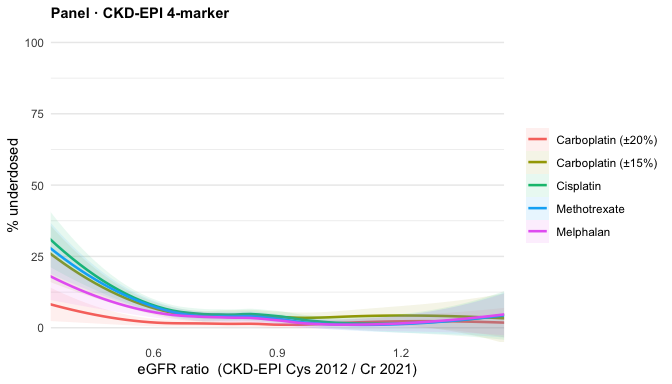 Panel · CKD-EPI 4-marker
100
75
50
25
0
% underdosed
0.6
0.9
1.2
eGFR ratio  (CKD-EPI Cys 2012 / Cr 2021)
Carboplatin (±20%)
Carboplatin (±15%)
Cisplatin
Methotrexate
Melphalan